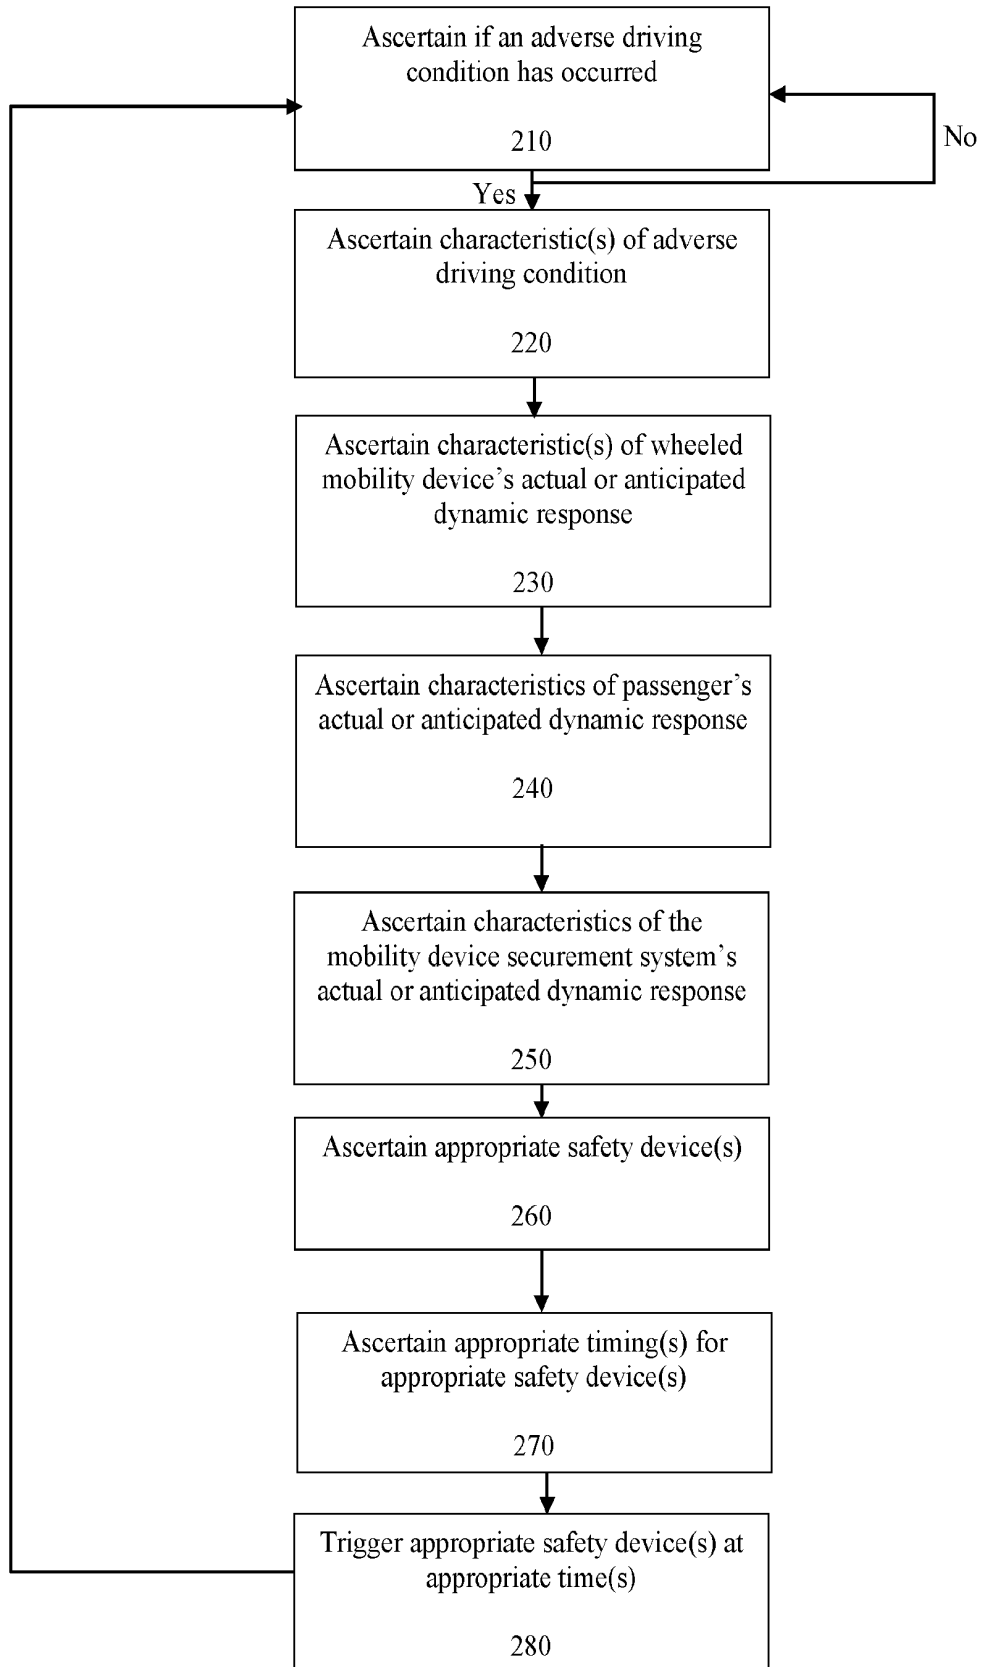 Ascertain if an adverse driving
condition has occurred
210
No
Yes
Ascertain characteristic(s) of adverse
driving condition
220
Ascertain characteristic(s) of wheeled
mobility device’s actual or anticipated
dynamic response
230
Ascertain characteristics of passenger’s
actual or anticipated dynamic response
240
Ascertain characteristics of the
mobility device securement system’s
actual or anticipated dynamic response
250
Ascertain appropriate safety device(s)
260
Ascertain appropriate timing(s) for
appropriate safety device(s)
270
Trigger appropriate safety device(s) at
appropriate time(s)
280